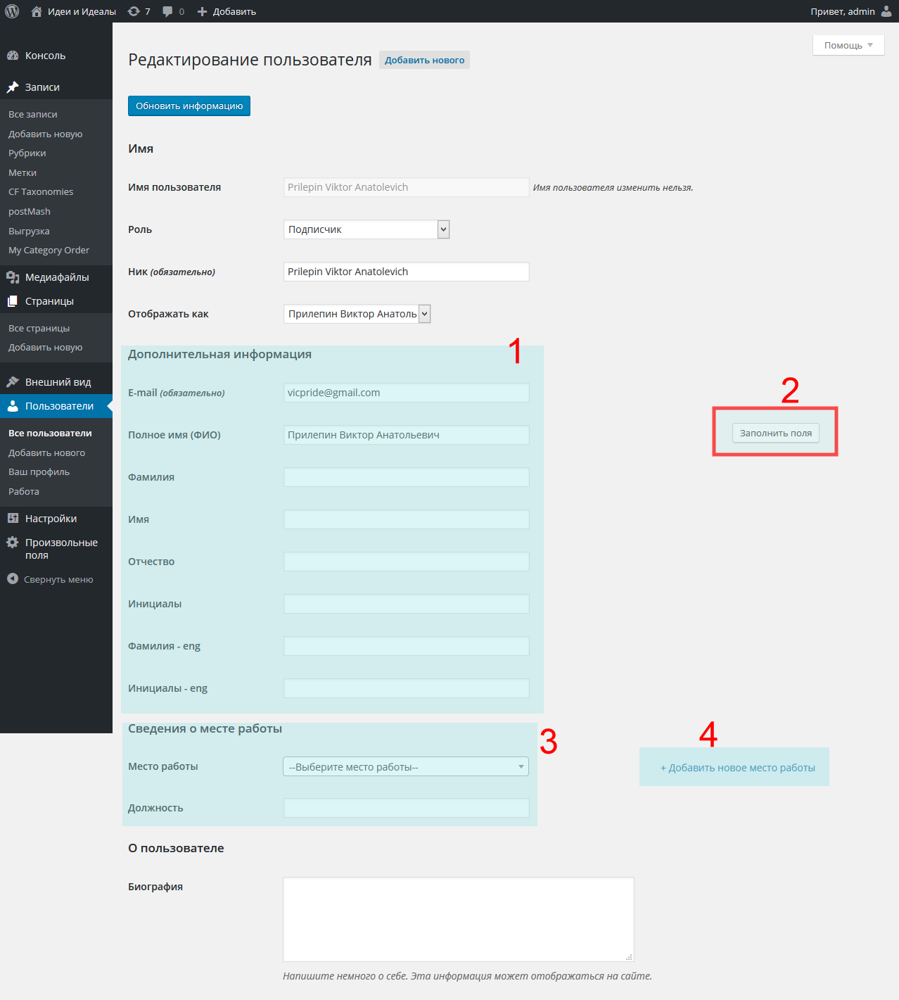 Идеи и Идеалы 7 0 Добавить Привет, admin
Помощь
Консоль
Записи
Все записи
Добавить новую
Рубрики
Метки
CF Taxonomies
postMash
Выгрузка
My Category Order
Медиафайлы
Страницы
Все страницы
Добавить новую
Внешний вид
Пользователи
Все пользователи
Добавить нового
Ваш профиль
Работа
Настройки
Произвольные
поля
Свернуть меню
Редактирование пользователя Добавить нового
Обновить информацию
Имя
Имя пользователя Prilepin Viktor Anatolevich Имя пользователя изменить нельзя.
Роль Подписчик
Ник (обязательно) Prilepin Viktor Anatolevich
Отображать как Прилепин Виктор Анатоль
Дополнительная информация 1
E-mail (обязательно) vicpride@gmail.com
2
Полное имя (ФИО) Прилепин Виктор Анатольевич Заполнить поля
Фамилия
Имя
Отчество
Инициалы
Фамилия - eng
Инициалы - eng
Сведения о месте работы 3 4
Место работы --Выберите место работы-- + Добавить новое место работы
Должность
О пользователе
Биография
Напишите немного о себе. Эта информация может отображаться на сайте.